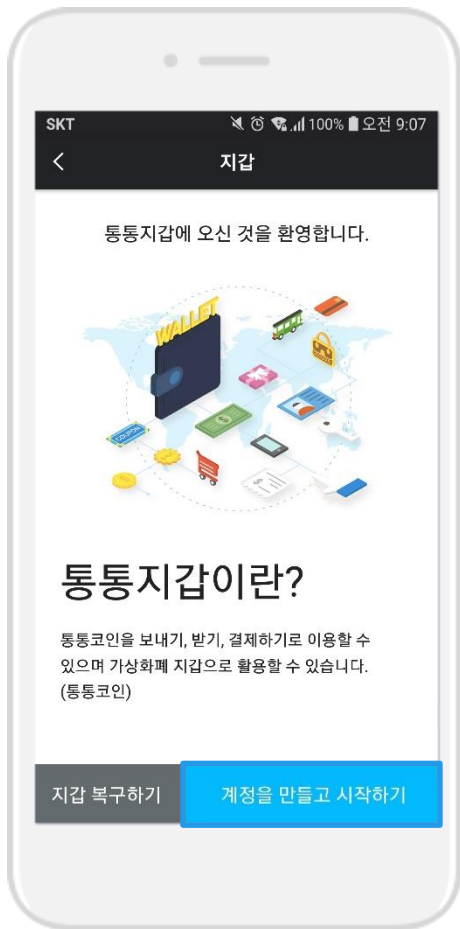 SKT 100% 오전 9:07
지갑
통통지갑에 오신 것을 환영합니다.
WALLET
COUPON
통통지갑이란?
통통코인을 보내기, 받기, 결제하기로 이용할 수
있으며 가상화폐 지갑으로 활용할 수 있습니다.
(통통코인)
지갑 복구하기 계정을 만들고 시작하기